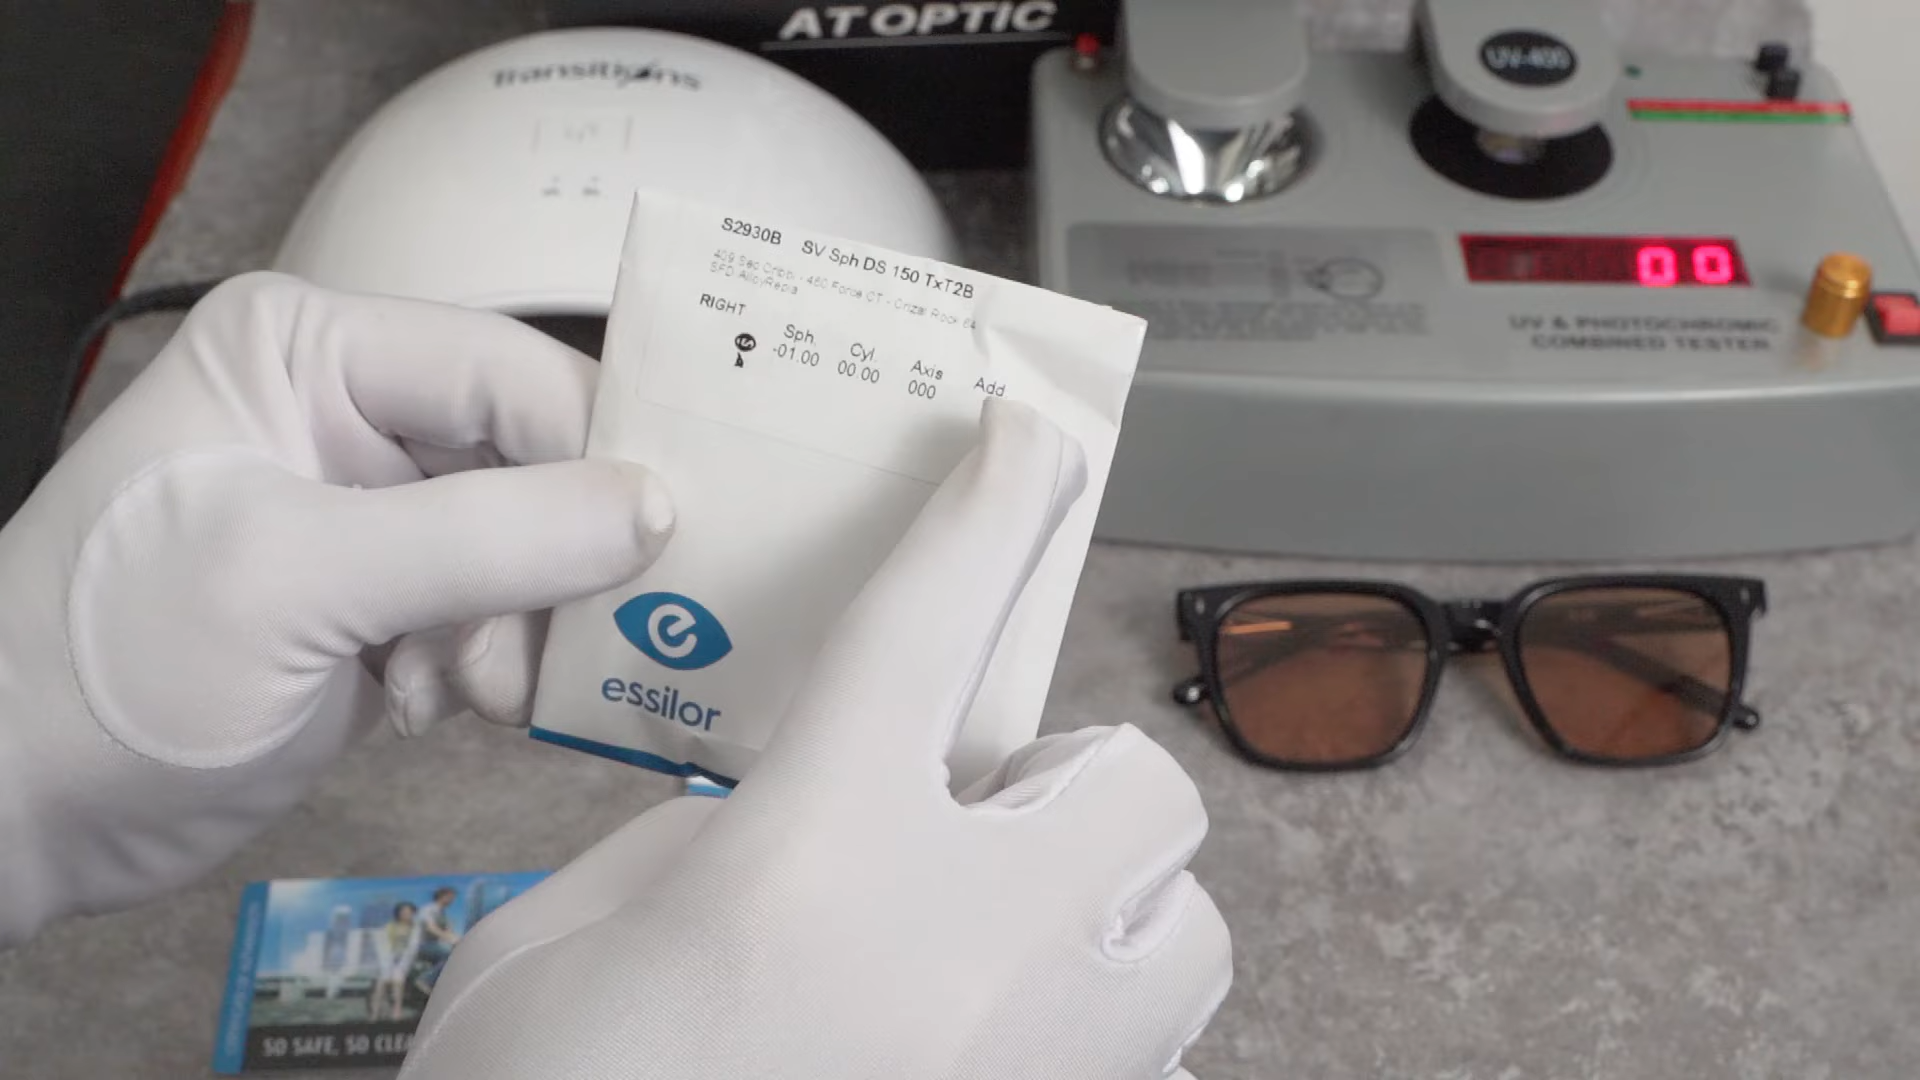 AT OPTIC
Transitions
UV-400
UV & PHOTOCHROMIC
COMBINED TESTER
00
S2930B SV Sph DS 150 TxT2B
RIGHT
Sph. Cyl. Axis Add
-01.00 00.00 000
e
essilor
SO SAFE, SO